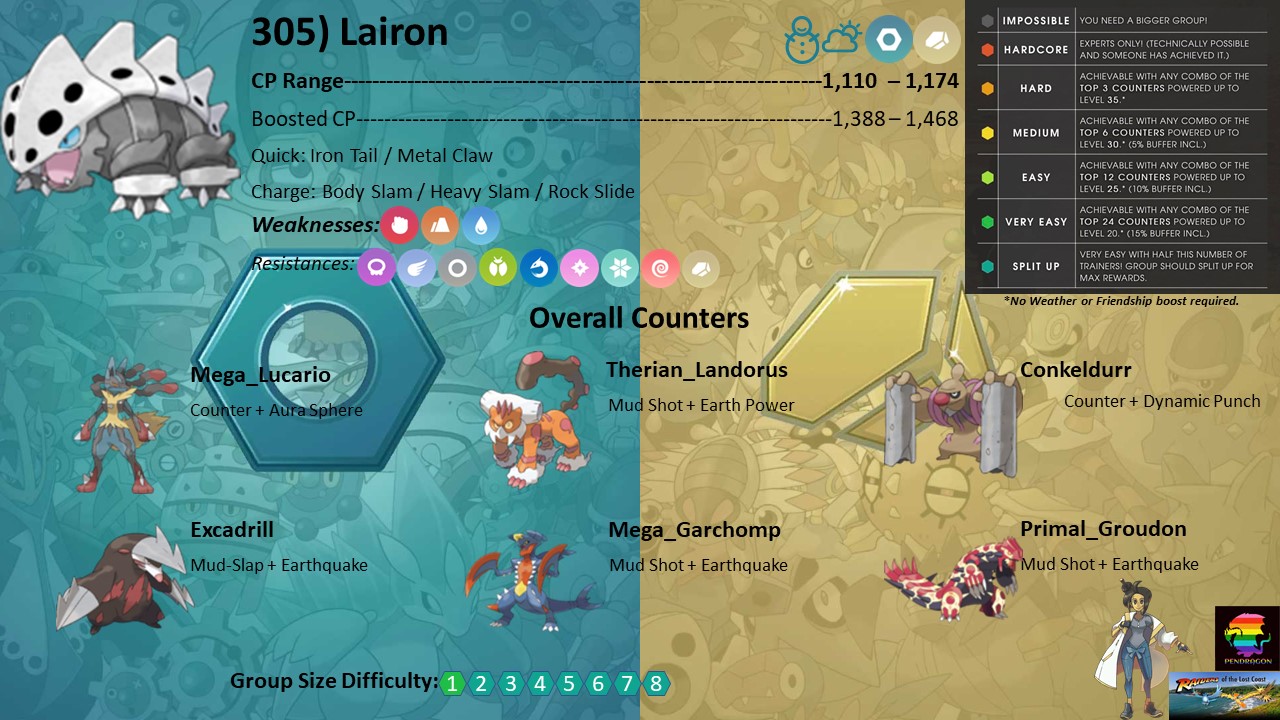 305) Lairon
CP Range------------------------------------------------------------------1,110 – 1,174
Boosted CP------------------------------------------------------------------1,388 – 1,468
Quick: Iron Tail / Metal Claw
Charge: Body Slam / Heavy Slam / Rock Slide
Weaknesses:
Resistances:
IMPOSSIBLE YOU NEED A BIGGER GROUP!
HARDCORE EXPERTS ONLY! (TECHNICALLY POSSIBLE
AND SOMEONE HAS ACHIEVED IT.)
HARD ACHIEVABLE WITH ANY COMBO OF THE
TOP 3 COUNTERS POWERED UP TO
LEVEL 35.*
MEDIUM ACHIEVABLE WITH ANY COMBO OF THE
TOP 6 COUNTERS POWERED UP TO
LEVEL 30.* (5% BUFFER INCL.)
EASY ACHIEVABLE WITH ANY COMBO OF THE
TOP 12 COUNTERS POWERED UP TO
LEVEL 25.* (10% BUFFER INCL.)
VERY EASY ACHIEVABLE WITH ANY COMBO OF THE
TOP 24 COUNTERS POWERED UP TO
LEVEL 20.* (15% BUFFER INCL.)
SPLIT UP VERY EASY WITH HALF THIS NUMBER OF
TRAINERS! GROUP SHOULD SPLIT UP FOR
MAX REWARDS.
*No Weather or Friendship boost required.
Overall Counters
Mega_Lucario
Counter + Aura Sphere
Therian_Landorus
Mud Shot + Earth Power
Conkeldurr
Counter + Dynamic Punch
Excadrill
Mud-Slap + Earthquake
Mega_Garchomp
Mud Shot + Earthquake
Primal_Groudon
Mud Shot + Earthquake
Group Size Difficulty: 1 2 3 4 5 6 7 8
PENDROGON
RAIDERS of the Lost Coast